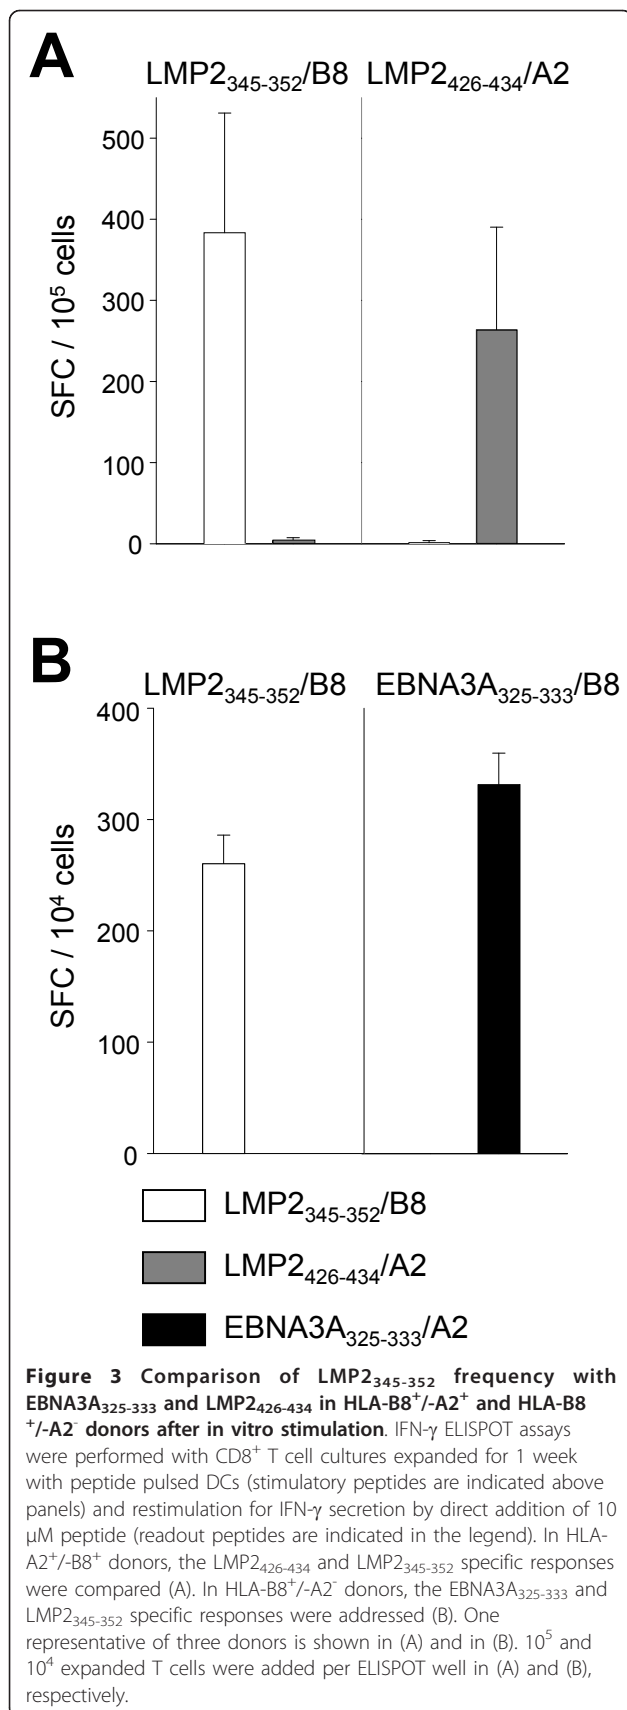 A
LMP2₃₄₅₋₃₅₂/B8 LMP2₄₂₆₋₄₃₄/A2
500
400
300
200
100
0
SFC / 10⁵ cells
B
LMP2₃₄₅₋₃₅₂/B8 EBNA3A₃₂₅₋₃₃₃/B8
400
300
200
100
0
SFC / 10⁴ cells
LMP2₃₄₅₋₃₅₂/B8
LMP2₄₂₆₋₄₃₄/A2
EBNA3A₃₂₅₋₃₃₃/A2
Figure 3 Comparison of LMP2₃₄₅₋₃₅₂ frequency with
EBNA3A₃₂₅₋₃₃₃ and LMP2₄₂₆₋₄₃₄ in HLA-B8⁺/-A2⁺ and HLA-B8
⁺/-A2⁻ donors after in vitro stimulation. IFN-γ ELISPOT assays
were performed with CD8⁺ T cell cultures expanded for 1 week
with peptide pulsed DCs (stimulatory peptides are indicated above
panels) and restimulation for IFN-γ secretion by direct addition of 10
μM peptide (readout peptides are indicated in the legend). In HLA-
A2⁺/-B8⁺ donors, the LMP2₄₂₆₋₄₃₄ and LMP2₃₄₅₋₃₅₂ specific responses
were compared (A). In HLA-B8⁺/-A2⁻ donors, the EBNA3A₃₂₅₋₃₃₃ and
LMP2₃₄₅₋₃₅₂ specific responses were addressed (B). One
representative of three donors is shown in (A) and in (B). 10⁵ and
10⁴ expanded T cells were added per ELISPOT well in (A) and (B),
respectively.